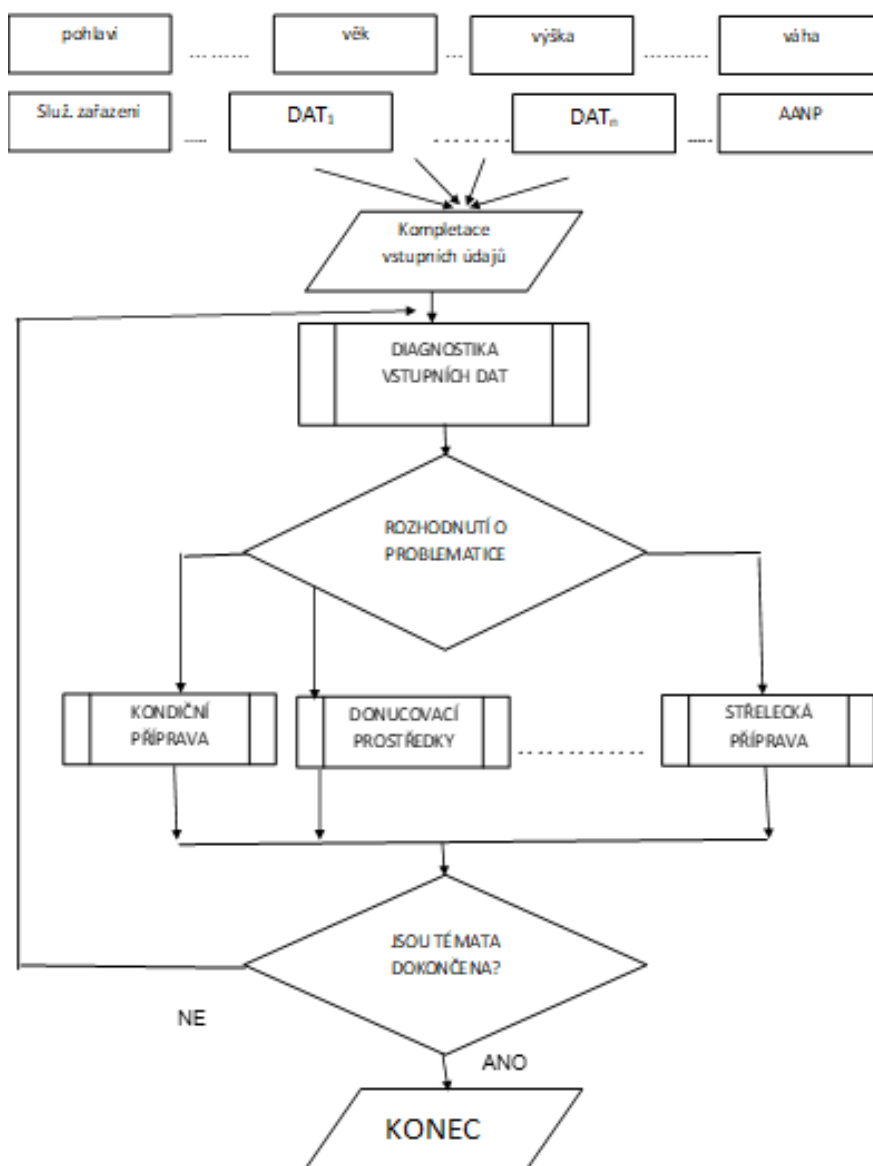 pohlaví
věk
výška
váha
Služ. zařazení
DAT₁
DATₙ
AANP
Kompletace
vstupních údajů
DIAGNOSTIKA
VSTUPNÍCH DAT
ROZHODNUTÍ O
PROBLEMATICE
KONDIČNÍ
PŘÍPRAVA
DONUCOVACÍ
PROSTŘEDKY
STŘELECKÁ
PŘÍPRAVA
JSOU TÉMATA
DOKONČENA?
NE
ANO
KONEC